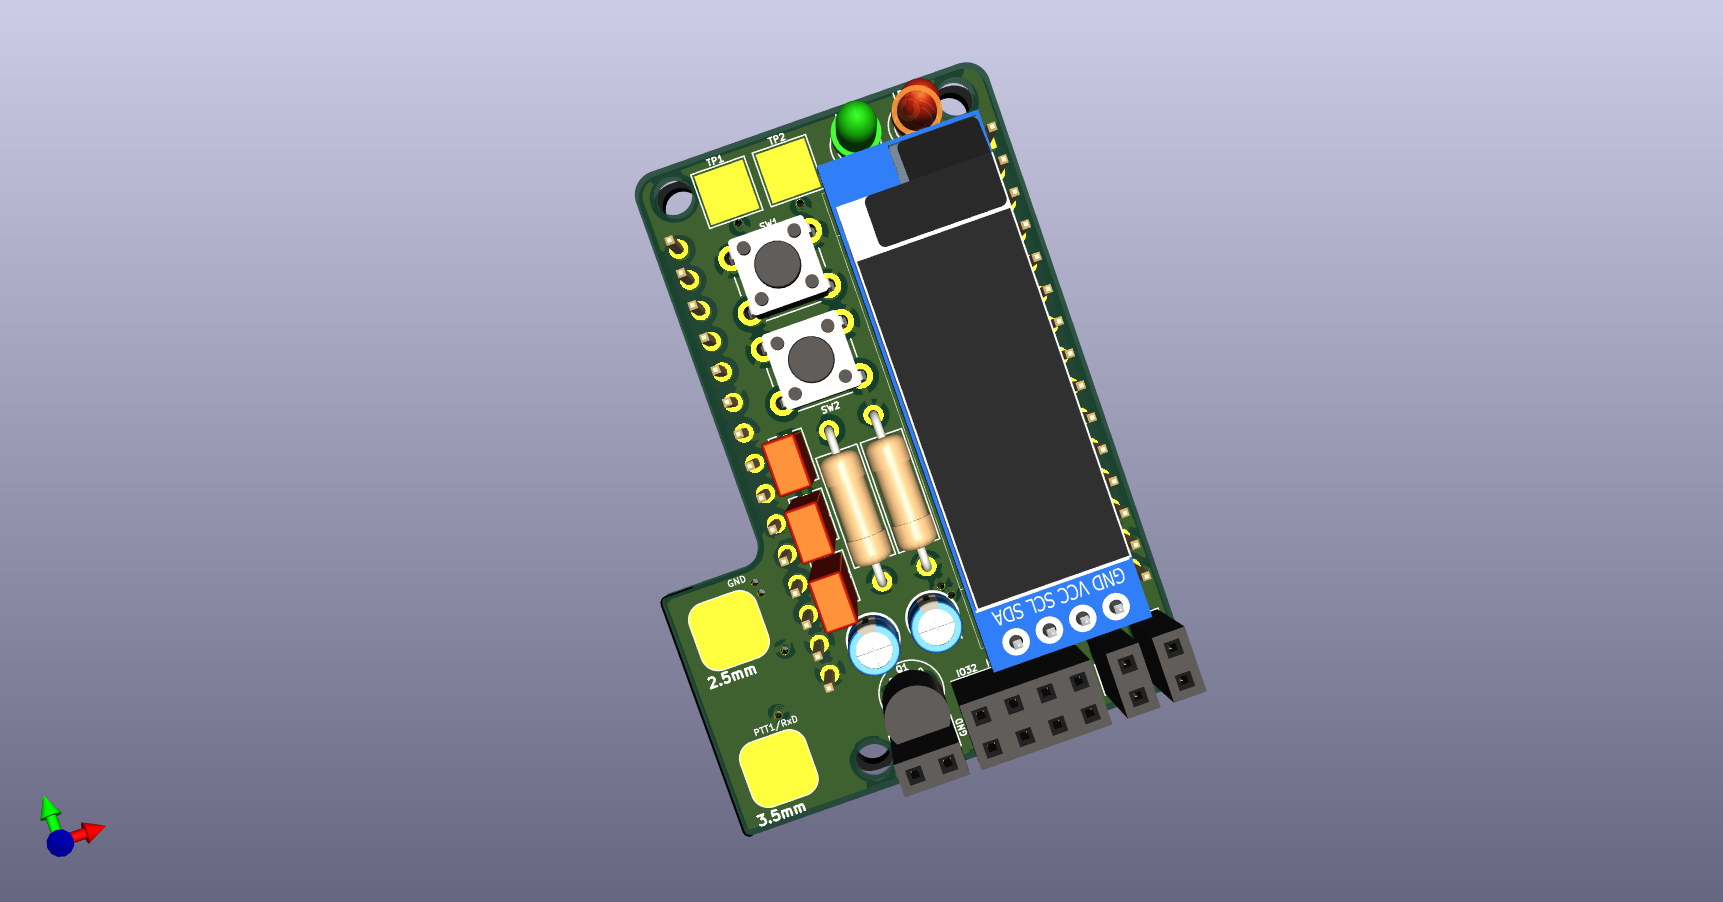 TP1
TP2
SW1
SW2
GND
2.5mm
PTT1/RxD
3.5mm
Q1
IO32
GND
GND VCC SCL SDA